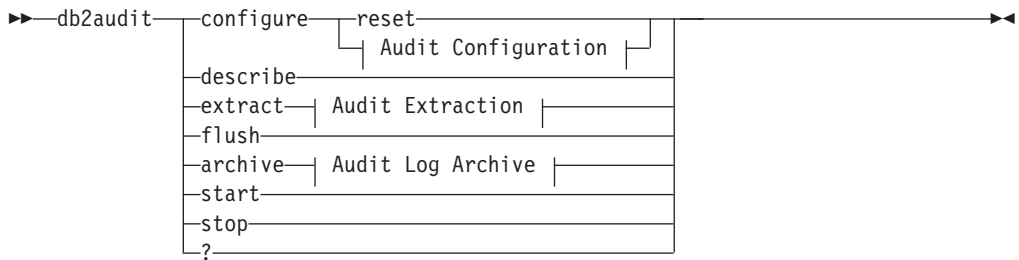 db2audit configure reset
Audit Configuration
describe
extract Audit Extraction
flush
archive Audit Log Archive
start
stop
?